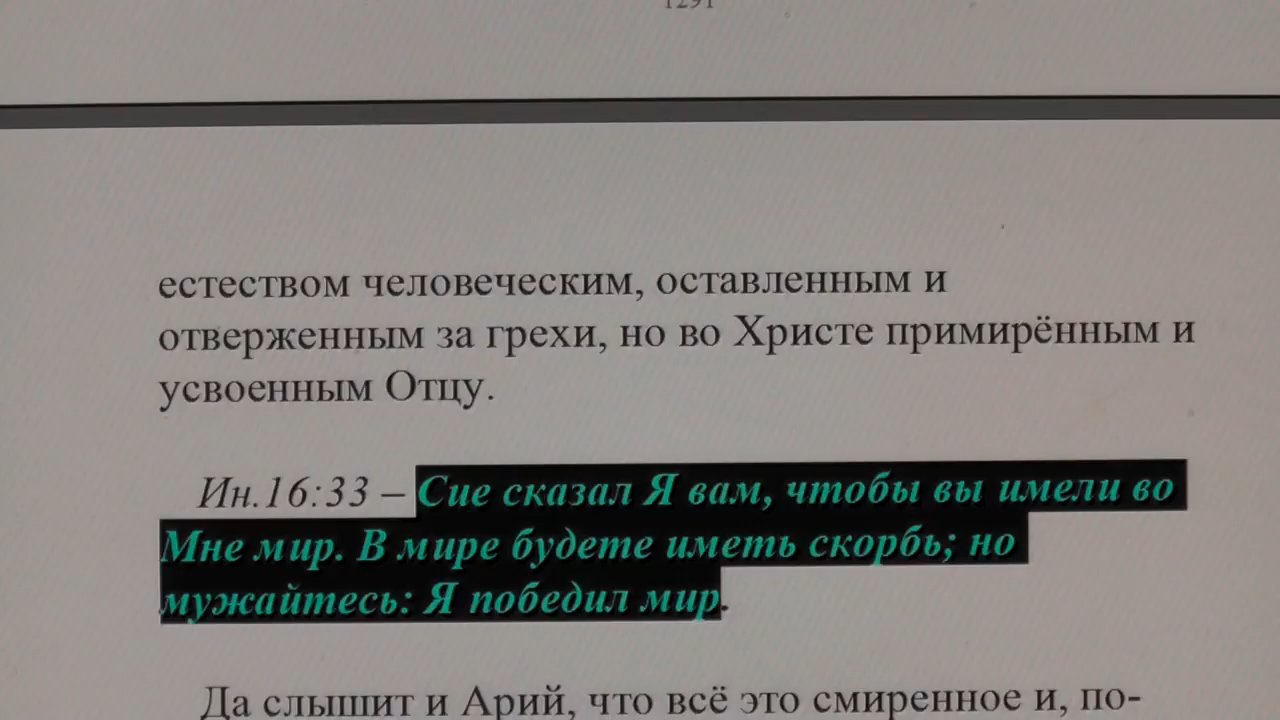 1291
естеством человеческим, оставленным и
отверженным за грехи, но во Христе примирённым и
усвоенным Отцу.
Ин.16:33 – Сие сказал Я вам, чтобы вы имели во
Мне мир. В мире будете иметь скорбь; но
мужайтесь: Я победил мир.
Да слышит и Арий, что всё это смиренное и, по-